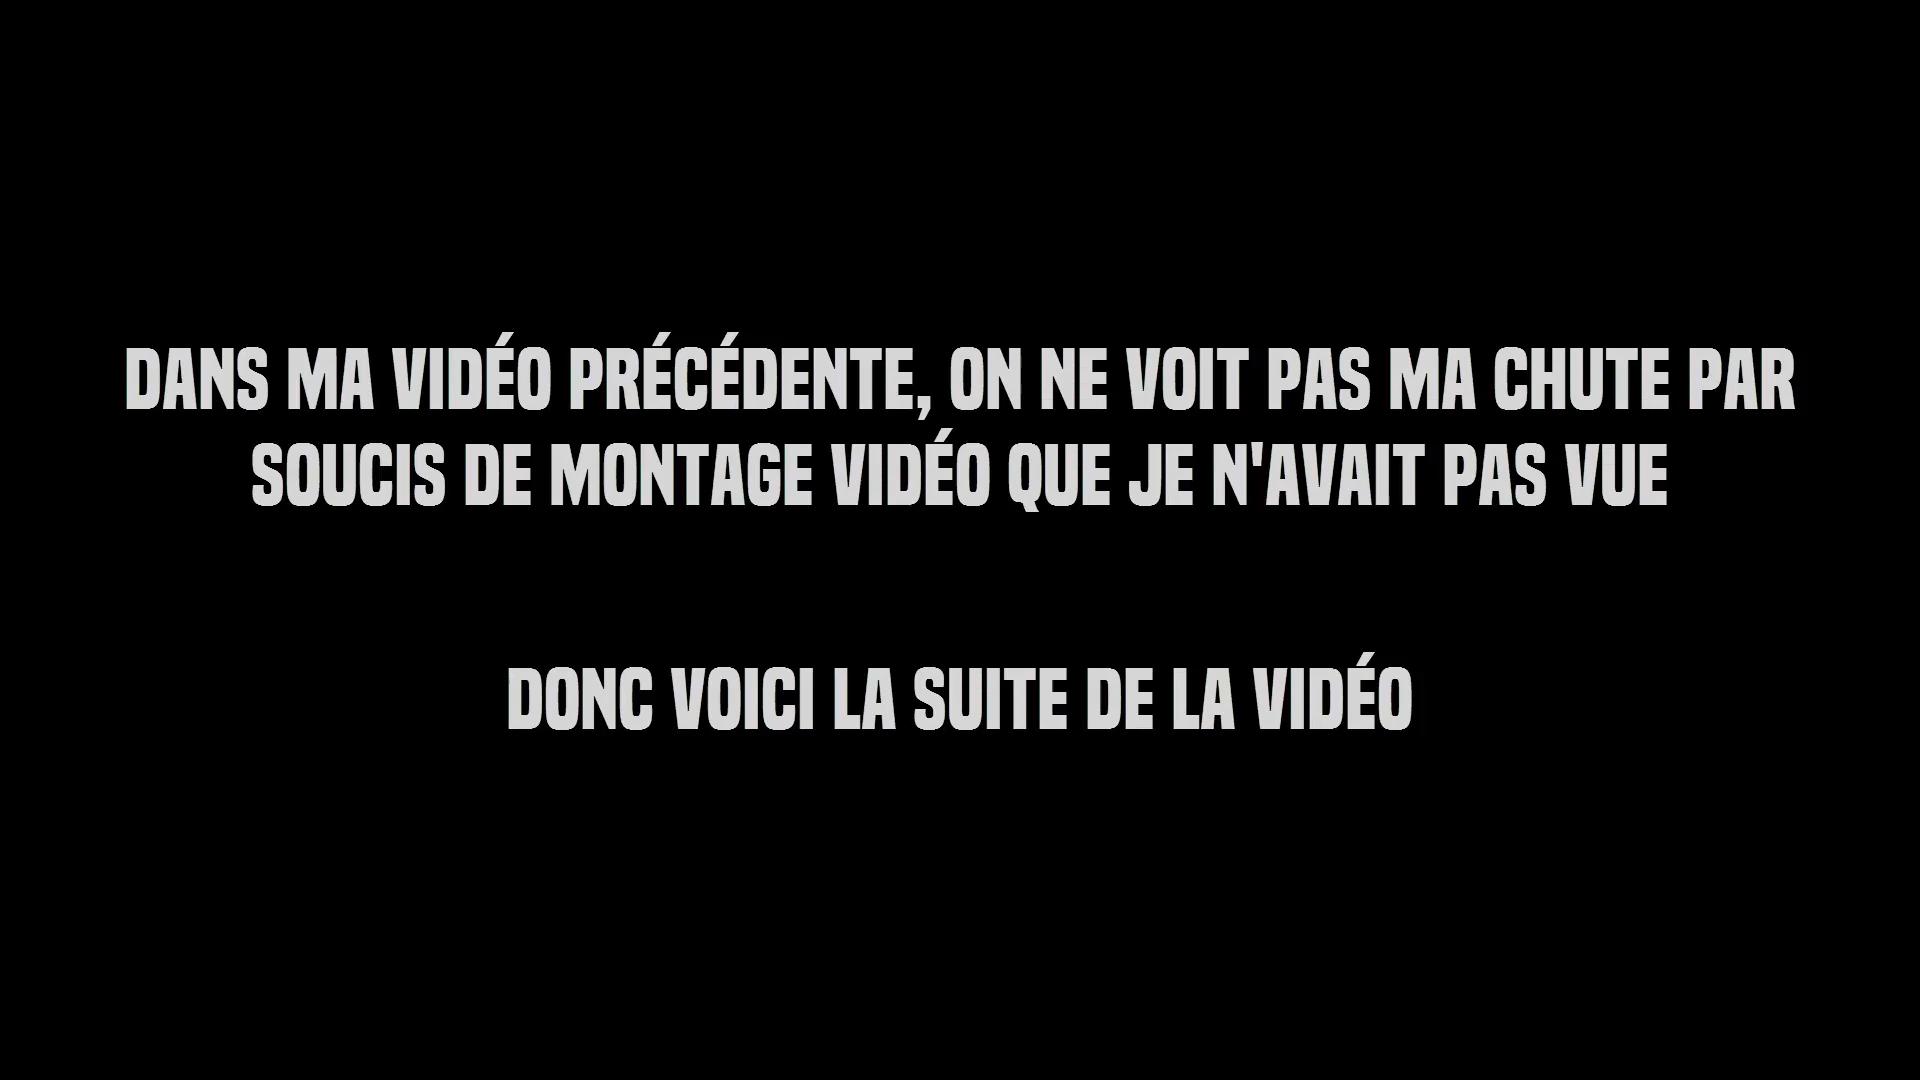 DANS MA VIDÉO PRÉCÉDENTE, ON NE VOIT PAS MA CHUTE PAR
SOUCIS DE MONTAGE VIDÉO QUE JE N'AVAIT PAS VUE
DONC VOICI LA SUITE DE LA VIDÉO